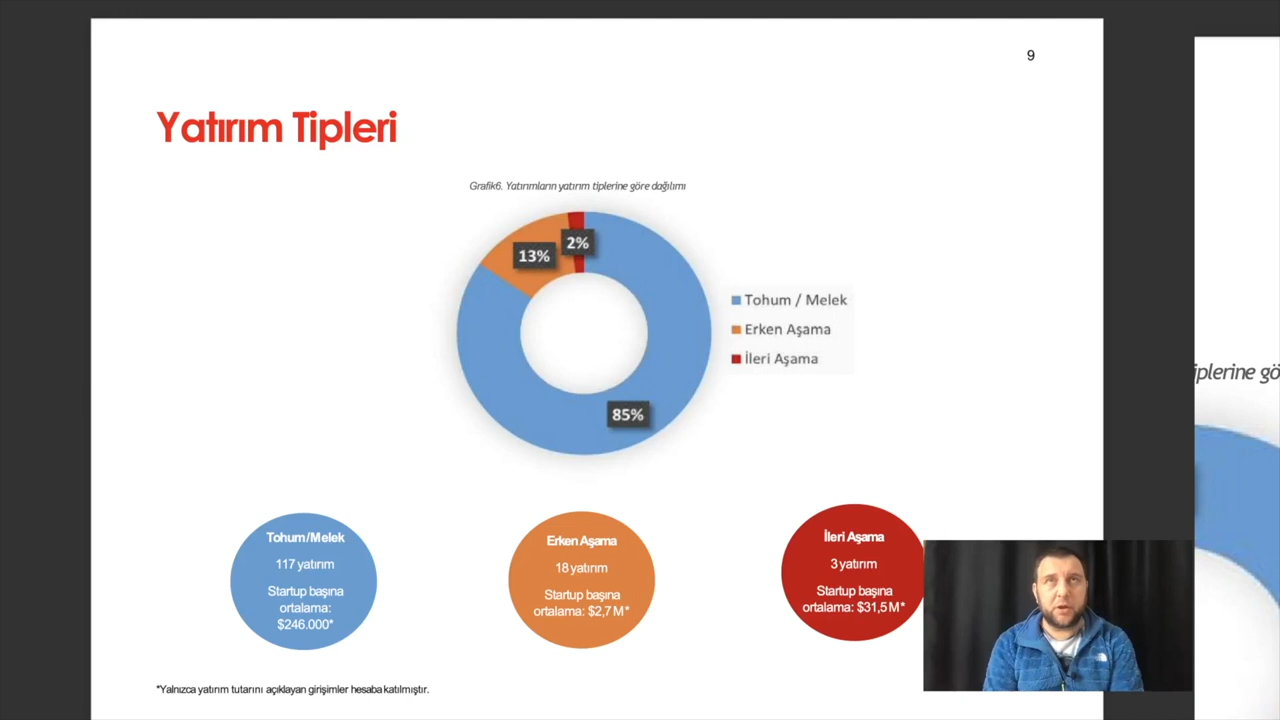 9
Yatırım Tipleri
Grafik6. Yatırımların yatırım tiplerine göre dağılımı
2%
13%
Tohum / Melek
Erken Aşama
İleri Aşama
85%
iplerine gö
Tohum/Melek
117 yatırım
Startup başına
ortalama:
$246.000*
Erken Aşama
18 yatırım
Startup başına
ortalama: $2,7 M*
İleri Aşama
3 yatırım
Startup başına
ortalama: $31,5 M*
*Yalnızca yatırım tutarını açıklayan girişimler hesaba katılmıştır.